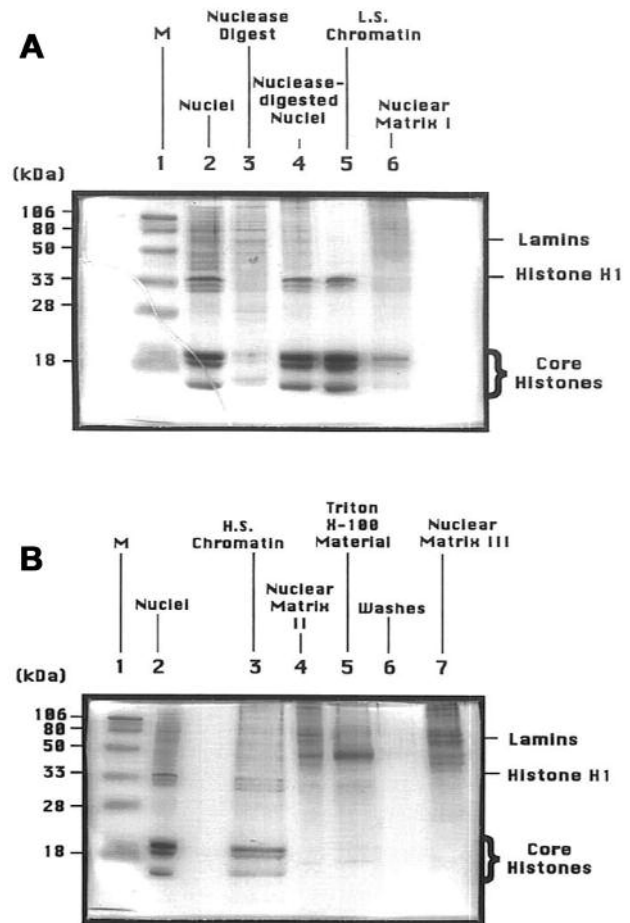 A
M
Nuclease
Digest
L.S.
Chromatin
Nuclei
Nuclease-
digested
Nuclei
Nuclear
Matrix I
1 2 3 4 5 6
(kDa)
106
80
50
33
28
18
Lamins
Histone H1
Core
Histones
B
M
Nuclei
H.S.
Chromatin
Nuclear
Matrix
II
Triton
X-100
Material
Washes
Nuclear
Matrix III
1 2 3 4 5 6 7
(kDa)
106
80
50
33
28
18
Lamins
Histone H1
Core
Histones